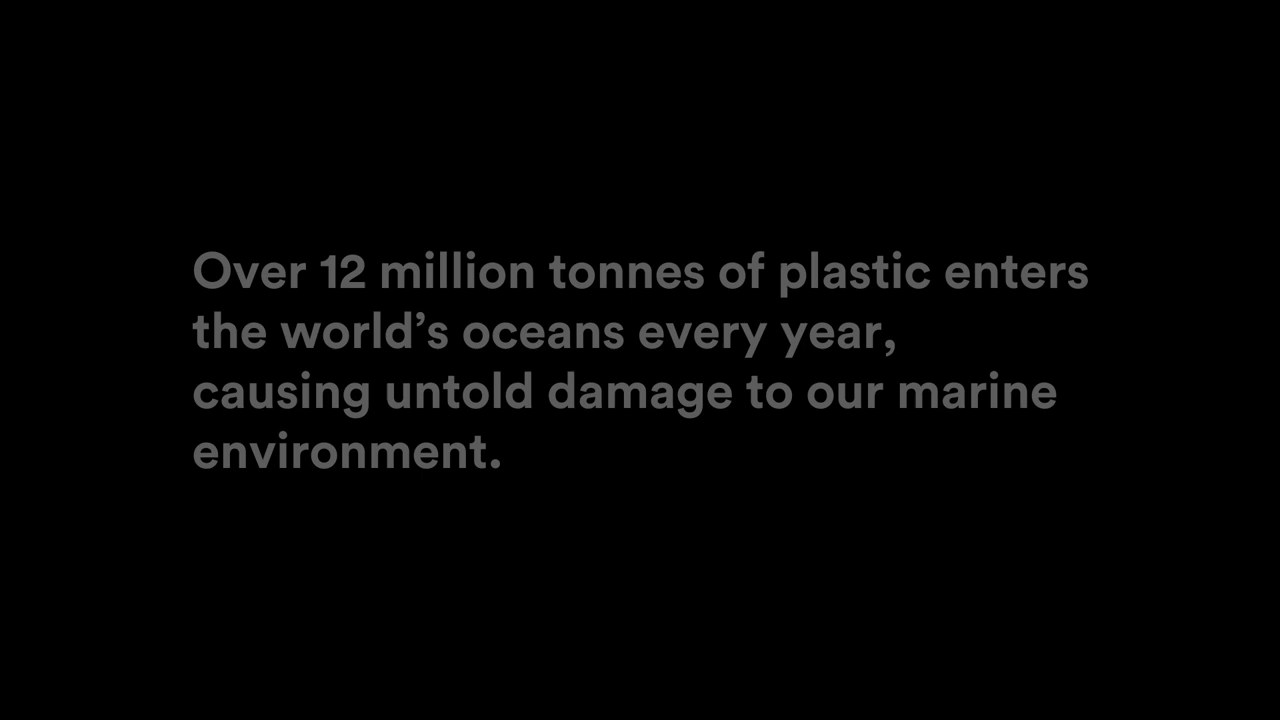 Over 12 million tonnes of plastic enters
the world’s oceans every year,
causing untold damage to our marine
environment.